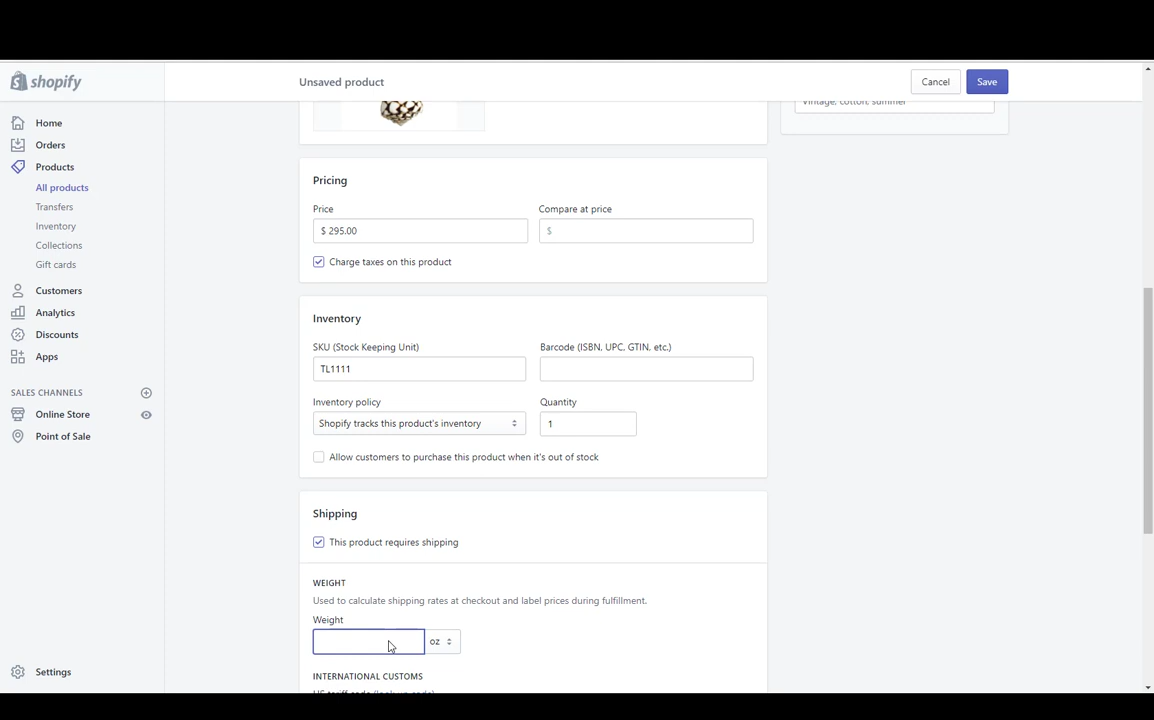 shopify
Unsaved product
Cancel
Save
Home
Orders
Products
All products
Transfers
Inventory
Collections
Gift cards
Customers
Analytics
Discounts
Apps
SALES CHANNELS
Online Store
Point of Sale
Settings
Vintage, cotton, summer
Pricing
Price
Compare at price
$ 295.00
$
Charge taxes on this product
Inventory
SKU (Stock Keeping Unit)
Barcode (ISBN, UPC, GTIN, etc.)
TL1111
Inventory policy
Quantity
Shopify tracks this product's inventory
1
Allow customers to purchase this product when it's out of stock
Shipping
This product requires shipping
WEIGHT
Used to calculate shipping rates at checkout and label prices during fulfillment.
Weight
oz
INTERNATIONAL CUSTOMS